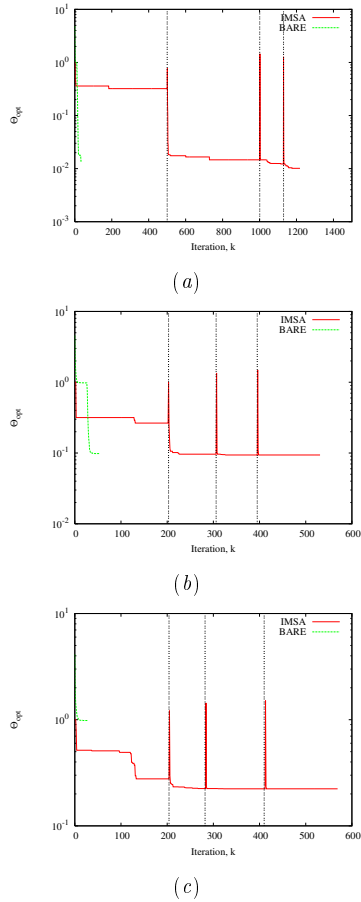 10^1
IMSA
BARE
10^0
Θopt
10^-1
10^-2
10^-3
0 200 400 600 800 1000 1200 1400
Iteration, k
(a)
10^1
IMSA
BARE
10^0
Θopt
10^-1
10^-2
0 100 200 300 400 500 600
Iteration, k
(b)
10^1
IMSA
BARE
10^0
Θopt
10^-1
0 100 200 300 400 500 600
Iteration, k
(c)